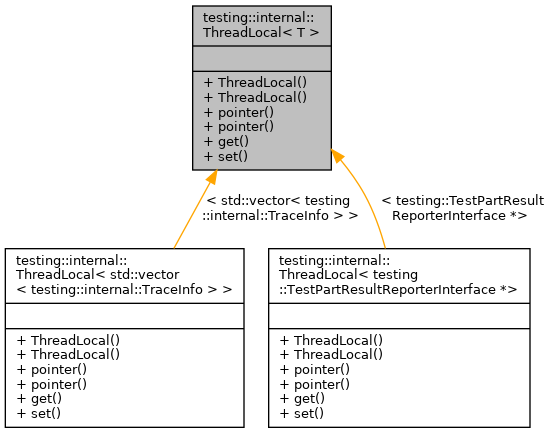 testing::internal::
ThreadLocal< T >
+ ThreadLocal()
+ ThreadLocal()
+ pointer()
+ pointer()
+ get()
+ set()
< std::vector< testing
::internal::TraceInfo > >
< testing::TestPartResult
ReporterInterface *>
testing::internal::
ThreadLocal< std::vector
< testing::internal::TraceInfo > >
+ ThreadLocal()
+ ThreadLocal()
+ pointer()
+ pointer()
+ get()
+ set()
testing::internal::
ThreadLocal< testing
::TestPartResultReporterInterface *>
+ ThreadLocal()
+ ThreadLocal()
+ pointer()
+ pointer()
+ get()
+ set()